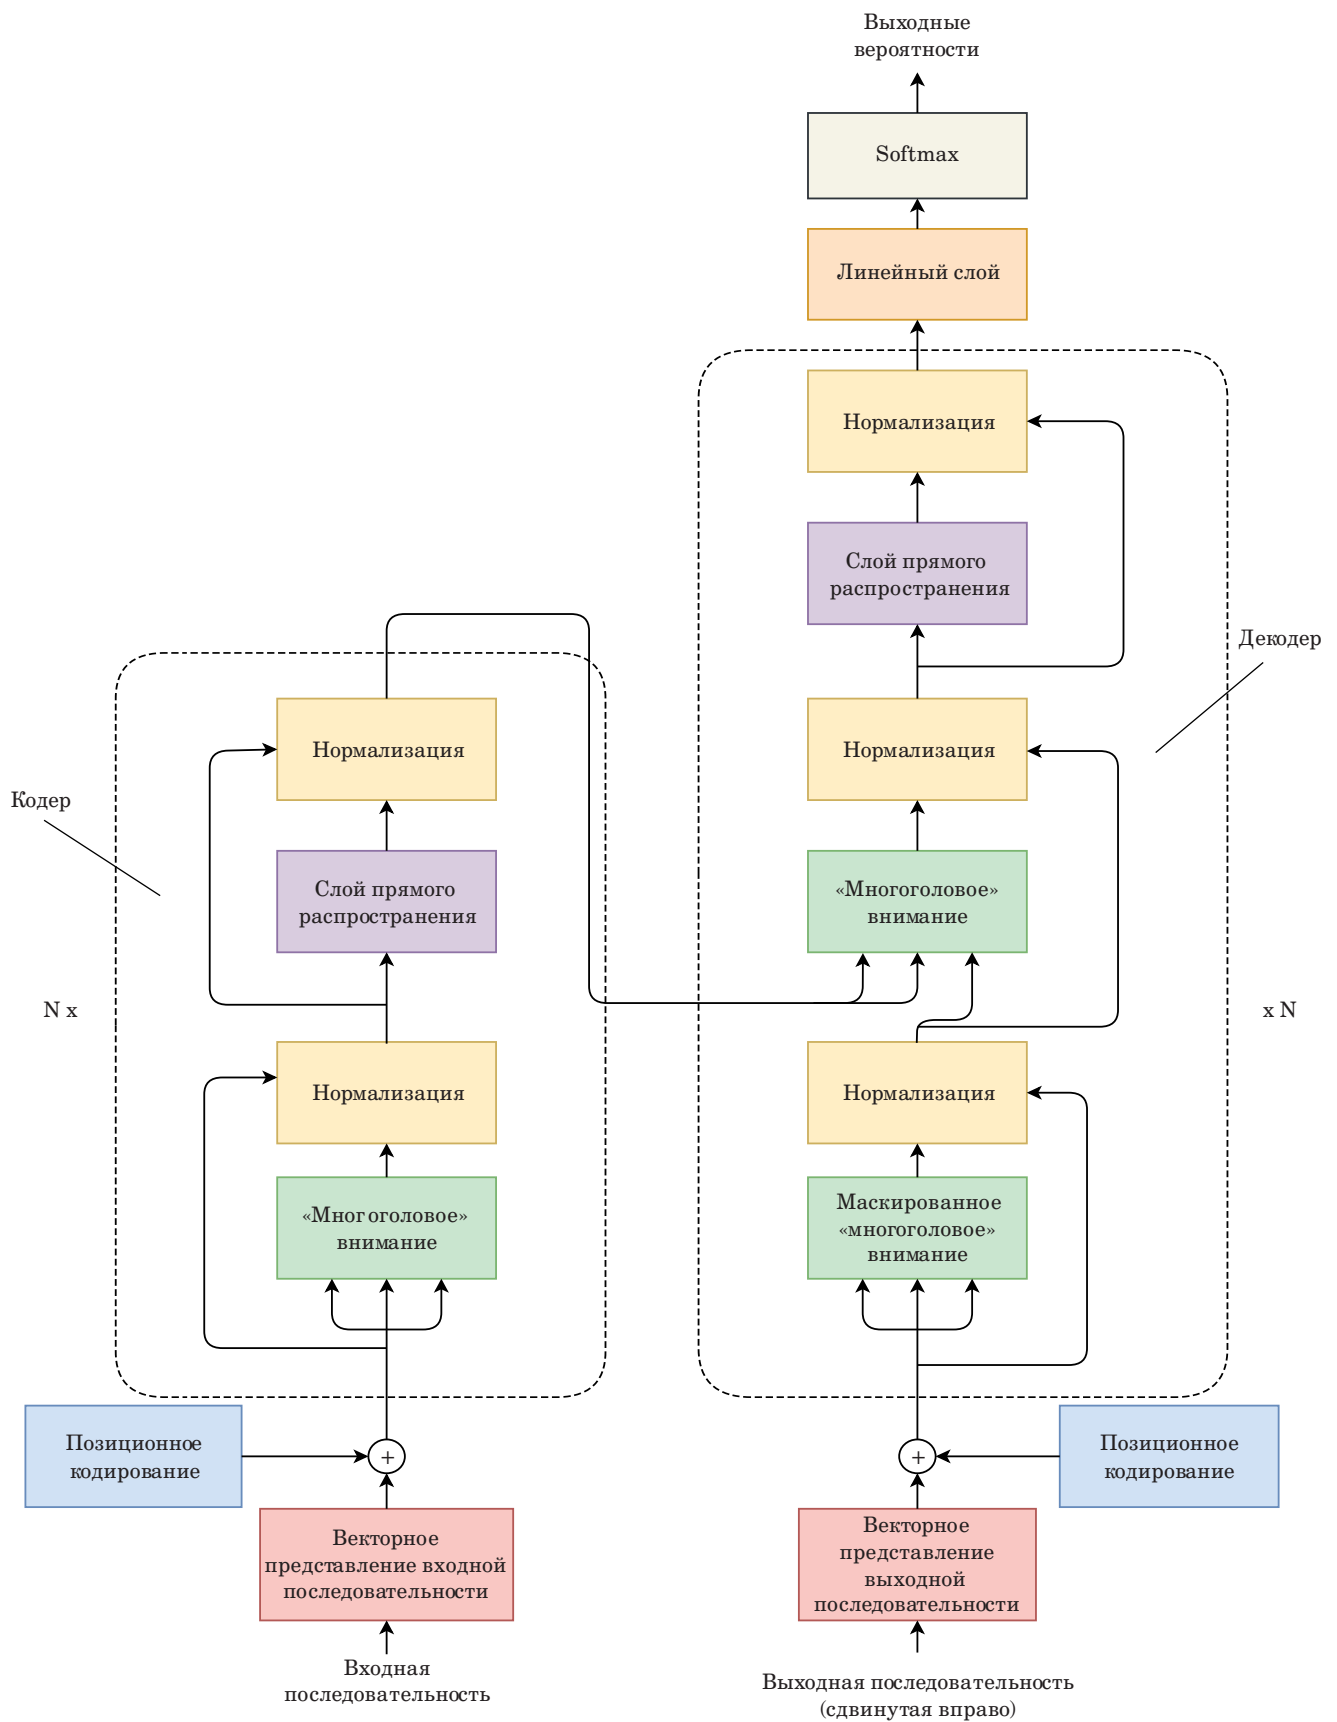 Выходные
вероятности
Softmax
Линейный слой
Нормализация
Слой прямого
распространения
Декодер
Нормализация
Нормализация
Кодер
Слой прямого
распространения
«Многоголовое»
внимание
N x
x N
Нормализация
Нормализация
«Многоголовое»
внимание
Маскированное
«многоголовое»
внимание
Позиционное
кодирование
+
+
Позиционное
кодирование
Векторное
представление входной
последовательности
Векторное
представление
выходной
последовательности
Входная
последовательность
Выходная последовательность
(сдвинутая вправо)